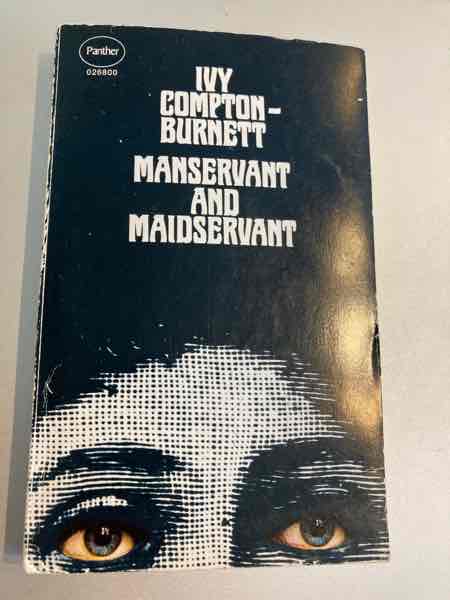 Panther
026800
IVY
COMPTON-
BURNETT
MANSERVANT
AND
MAIDSERVANT